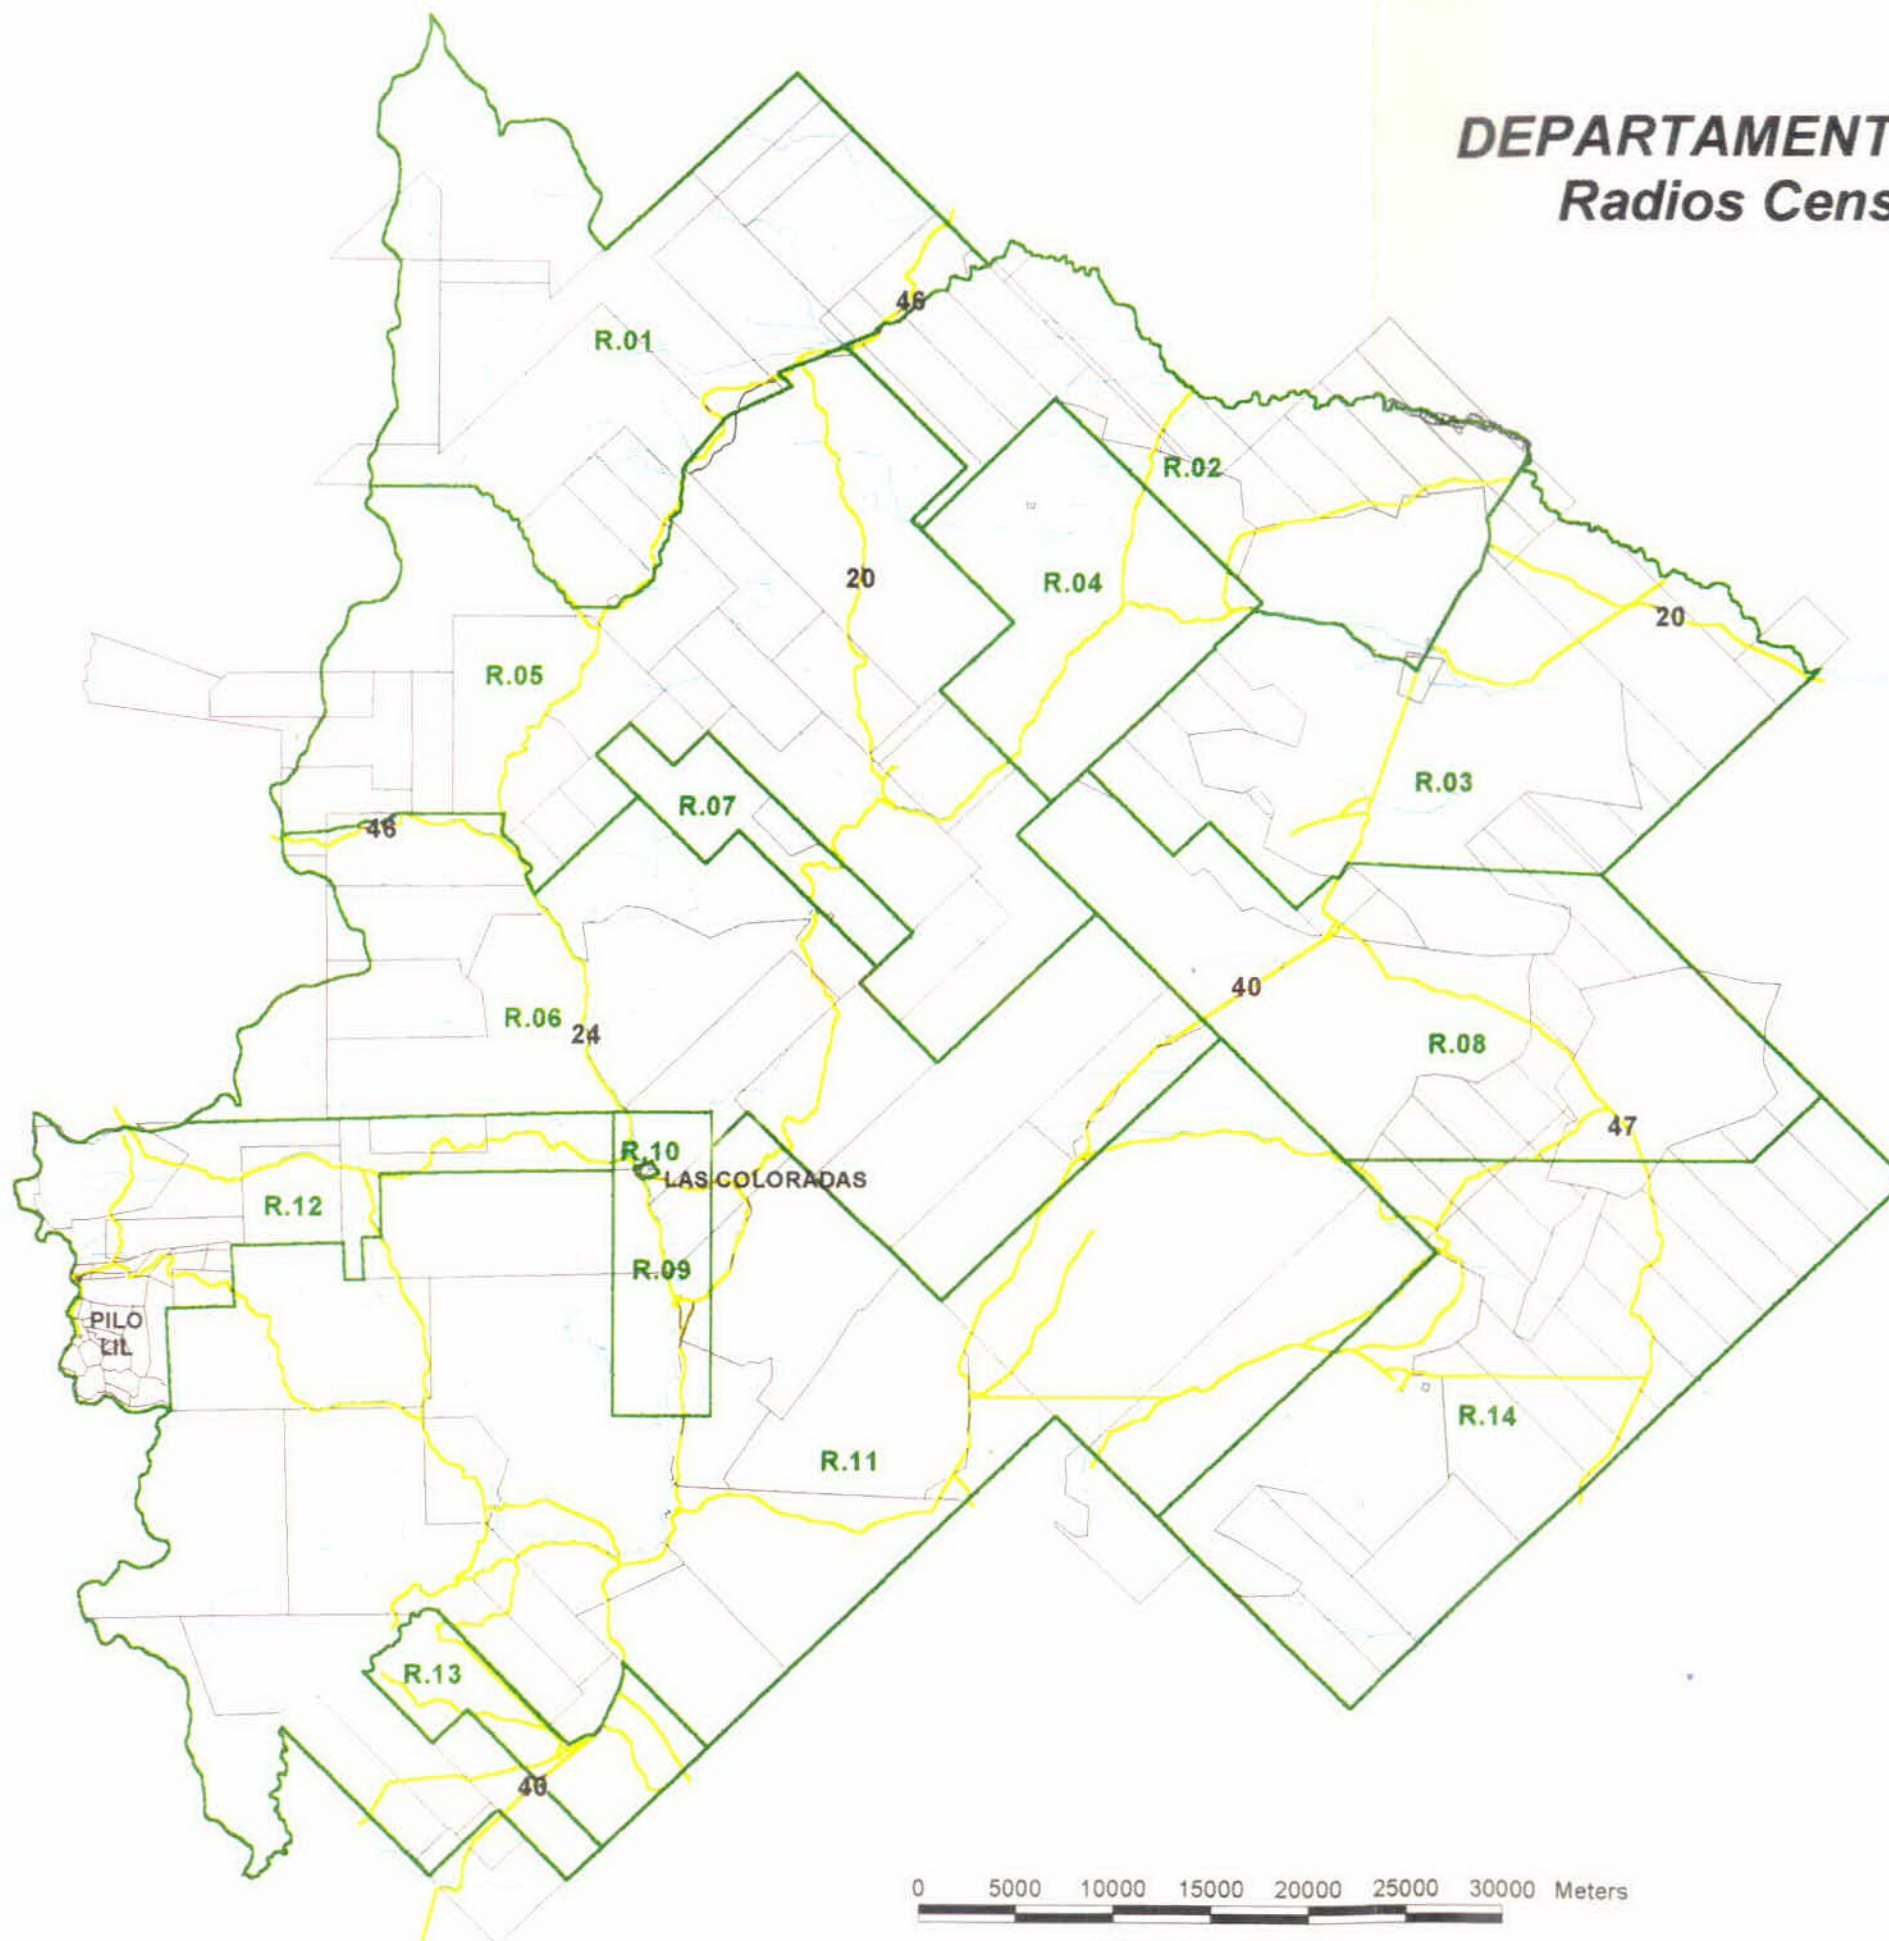 DEPARTAMENT
Radios Cens
46
R.01
R.02
20
R.04
20
R.05
R.03
R.07
46
40
R.06
24
R.08
47
R.10
LAS COLORADAS
R.12
R.09
PILO
LIL
R.14
R.11
R.13
40
0 5000 10000 15000 20000 25000 30000 Meters